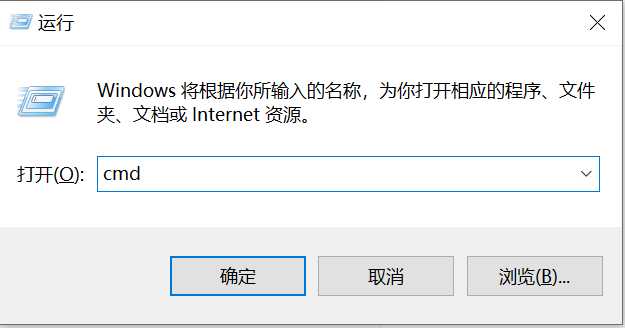 运行
Windows 将根据你所输入的名称，为你打开相应的程序、文件
夹、文档或 Internet 资源。
打开(O): cmd
确定 取消 浏览(B)...